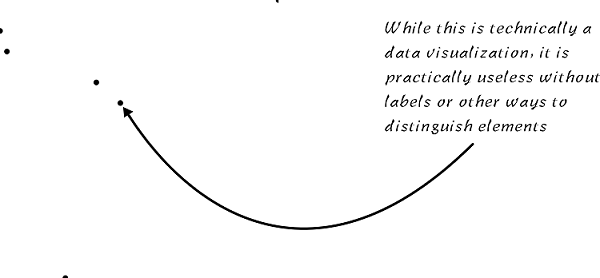 While this is technically a
data visualization, it is
practically useless without
labels or other ways to
distinguish elements